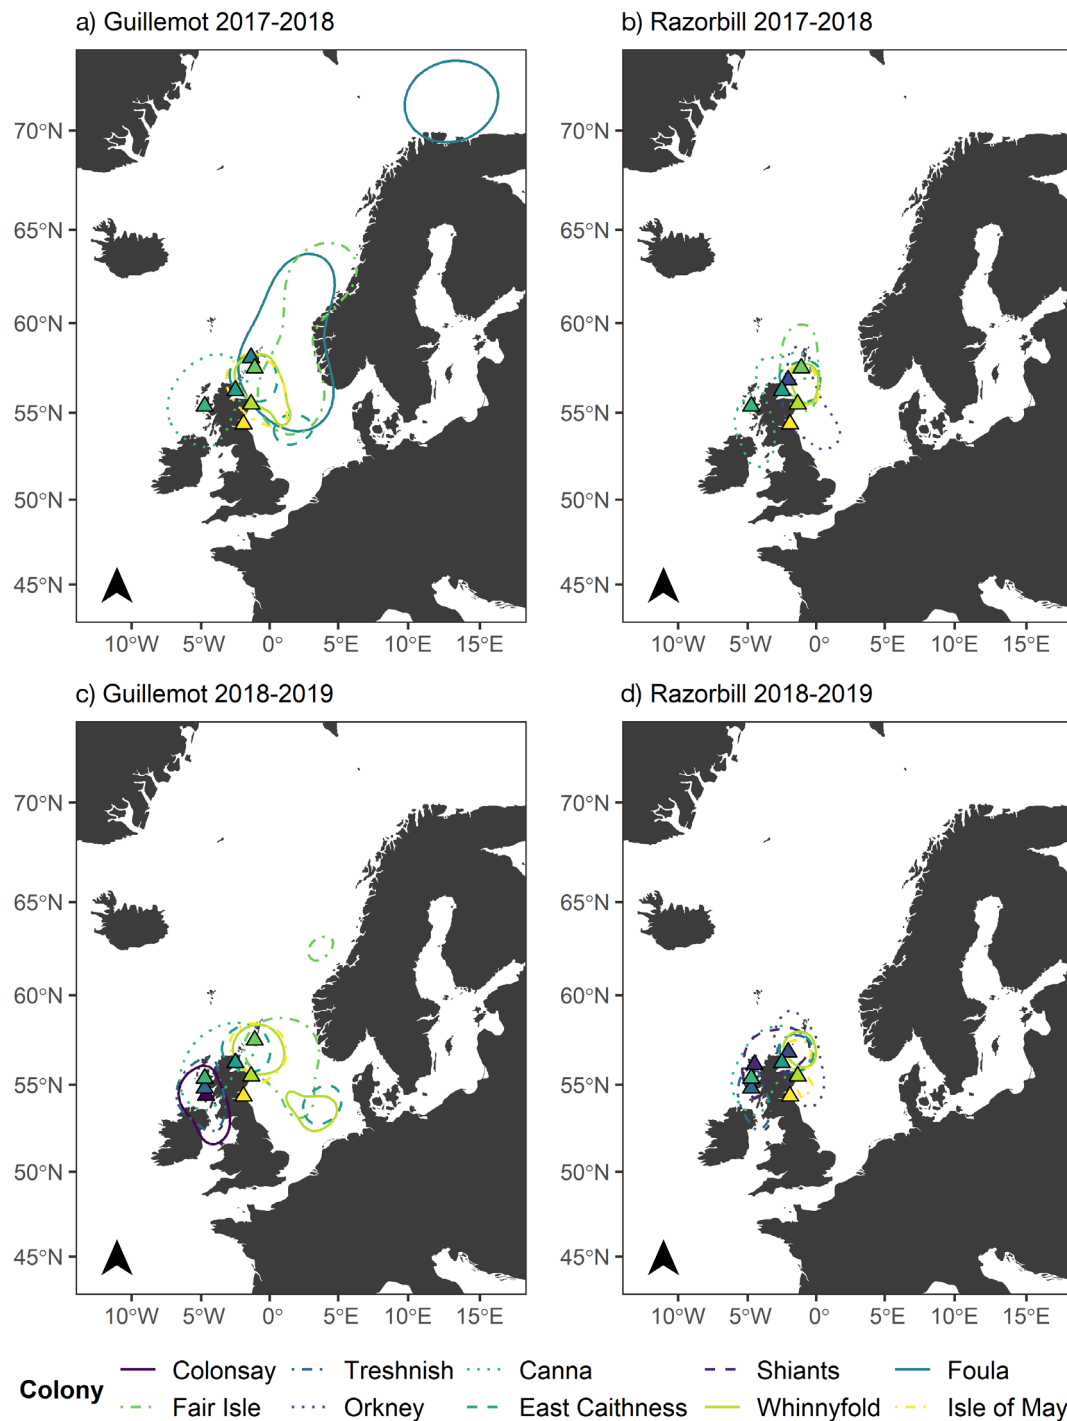 a) Guillemot 2017-2018
b) Razorbill 2017-2018
70°N
65°N
60°N
55°N
50°N
45°N
10°W 5°W 0° 5°E 10°E 15°E
70°N
65°N
60°N
55°N
50°N
45°N
10°W 5°W 0° 5°E 10°E 15°E
c) Guillemot 2018-2019
d) Razorbill 2018-2019
70°N
65°N
60°N
55°N
50°N
45°N
10°W 5°W 0° 5°E 10°E 15°E
70°N
65°N
60°N
55°N
50°N
45°N
10°W 5°W 0° 5°E 10°E 15°E
Colony
Colonsay Treshnish Canna Shiants Foula
Fair Isle Orkney East Caithness Whinnyfold Isle of May